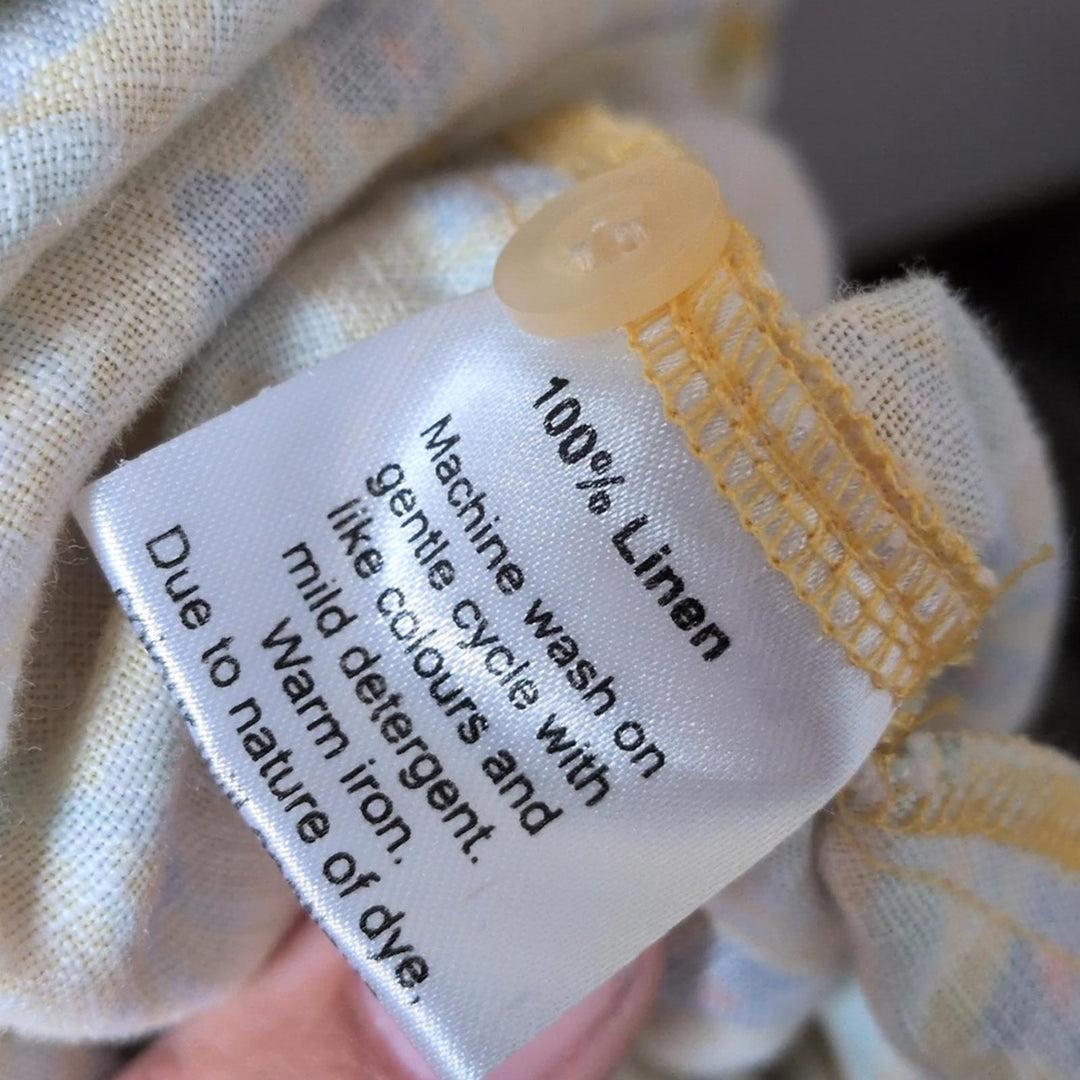 100% Linen
Machine wash on
gentle cycle with
like colours and
mild detergent.
Warm iron.
Due to nature of dye,